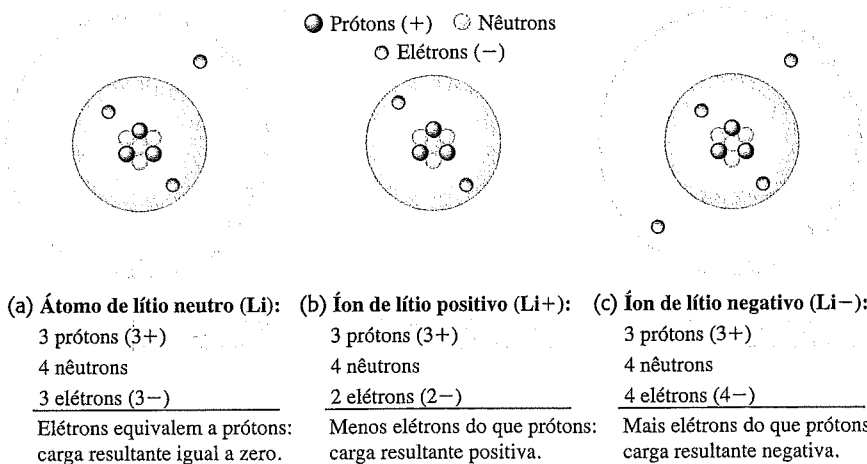 Prótons (+) Nêutrons
Elétrons (−)
(a) Átomo de lítio neutro (Li):
3 prótons (3+)
4 nêutrons
3 elétrons (3−)
Elétrons equivalem a prótons:
carga resultante igual a zero.
(b) Íon de lítio positivo (Li+):
3 prótons (3+)
4 nêutrons
2 elétrons (2−)
Menos elétrons do que prótons:
carga resultante positiva.
(c) Íon de lítio negativo (Li−):
3 prótons (3+)
4 nêutrons
4 elétrons (4−)
Mais elétrons do que prótons
carga resultante negativa.